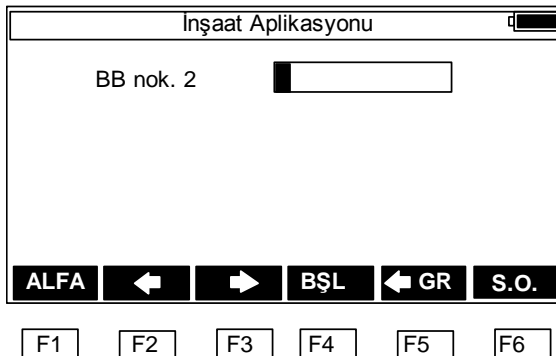 İnşaat Aplikasyonu
BB nok. 2
ALFA BŞL GR S.O.
F1 F2 F3 F4 F5 F6